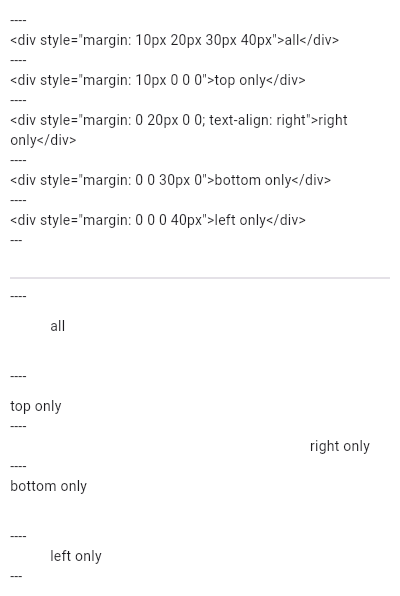 ----
<div style="margin: 10px 20px 30px 40px">all</div>
----
<div style="margin: 10px 0 0 0">top only</div>
----
<div style="margin: 0 20px 0 0; text-align: right">right
only</div>
----
<div style="margin: 0 0 30px 0">bottom only</div>
----
<div style="margin: 0 0 0 40px">left only</div>
---
----
all
----
top only
----
right only
----
bottom only
----
left only
---